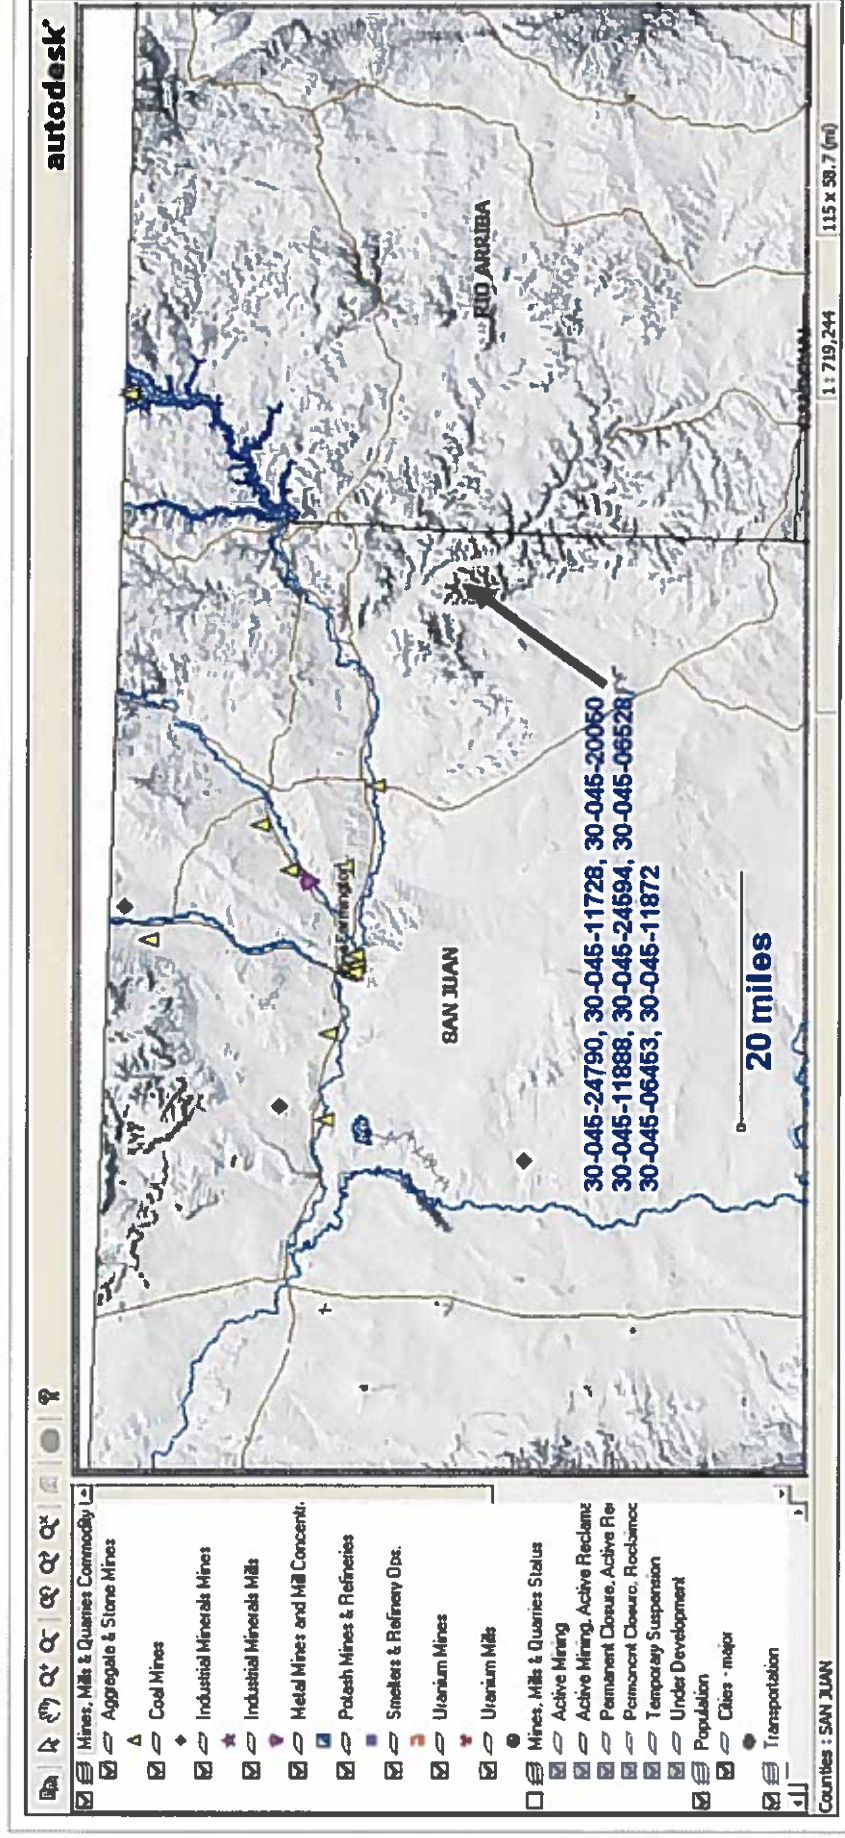 autodesk
Mines, Mills & Quarries Commodity
Aggregate & Stone Mines
Coal Mines
Industrial Minerals Mines
Industrial Minerals Mills
Metal Mines and Mill Concentr.
Potash Mines & Refineries
Smelters & Refinery Ops.
Uranium Mines
Uranium Mills
Mines, Mills & Quarries Status
Active Mining
Active Mining, Active Reclama
Permanent Closure, Active Re
Permanent Closure, Reclaimed
Temporary Suspension
Under Development
Population
Cities - major
Transportation
Farmington
SAN JUAN
RIO ARRIBA
30-045-24790, 30-045-11728, 30-045-20050
30-045-11888, 30-045-24594, 30-045-06528
30-045-06453, 30-045-11872
20 miles
Counties : SAN JUAN
1 : 719,244
115 x 58.7 (mi)